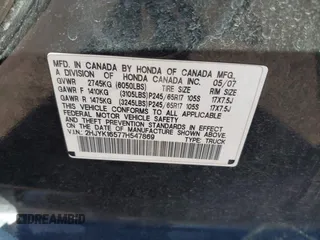 MFD. IN CANADA BY HONDA OF CANADA MFG.,
A DIVISION OF HONDA CANADA INC. 05/07
GVWR 2745KG (6050LBS) TIRE SIZE RIM SIZE
GAWR F 1410KG (3105LBS) P245/65R17 105S 17X7.5J
GAWR R 1475KG (3245LBS) P245/65R17 105S 17X7.5J
THIS VEHICLE CONFORMS TO ALL APPLICABLE
FEDERAL MOTOR VEHICLE SAFETY STANDARDS IN
EFFECT ON THE DATE OF MANUFACTURE SHOWN ABOVE.
V.I.N.: 2HJYK16577H547869
TYPE: TRUCK
DREAMBID